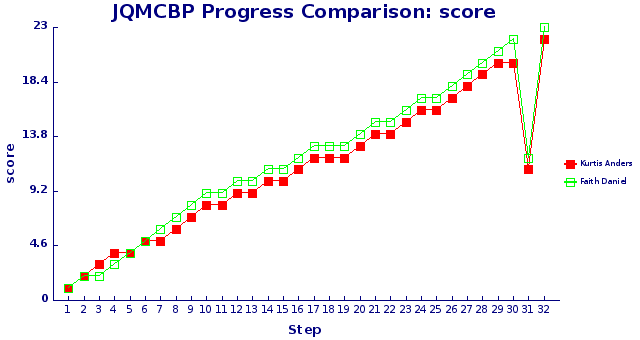 JQMCBP Progress Comparison: score
23
18.4
13.8
9.2
4.6
0
score
1 2 3 4 5 6 7 8 9 10 11 12 13 14 15 16 17 18 19 20 21 22 23 24 25 26 27 28 29 30 31 32
Step
Kurtis Anders
Faith Daniel